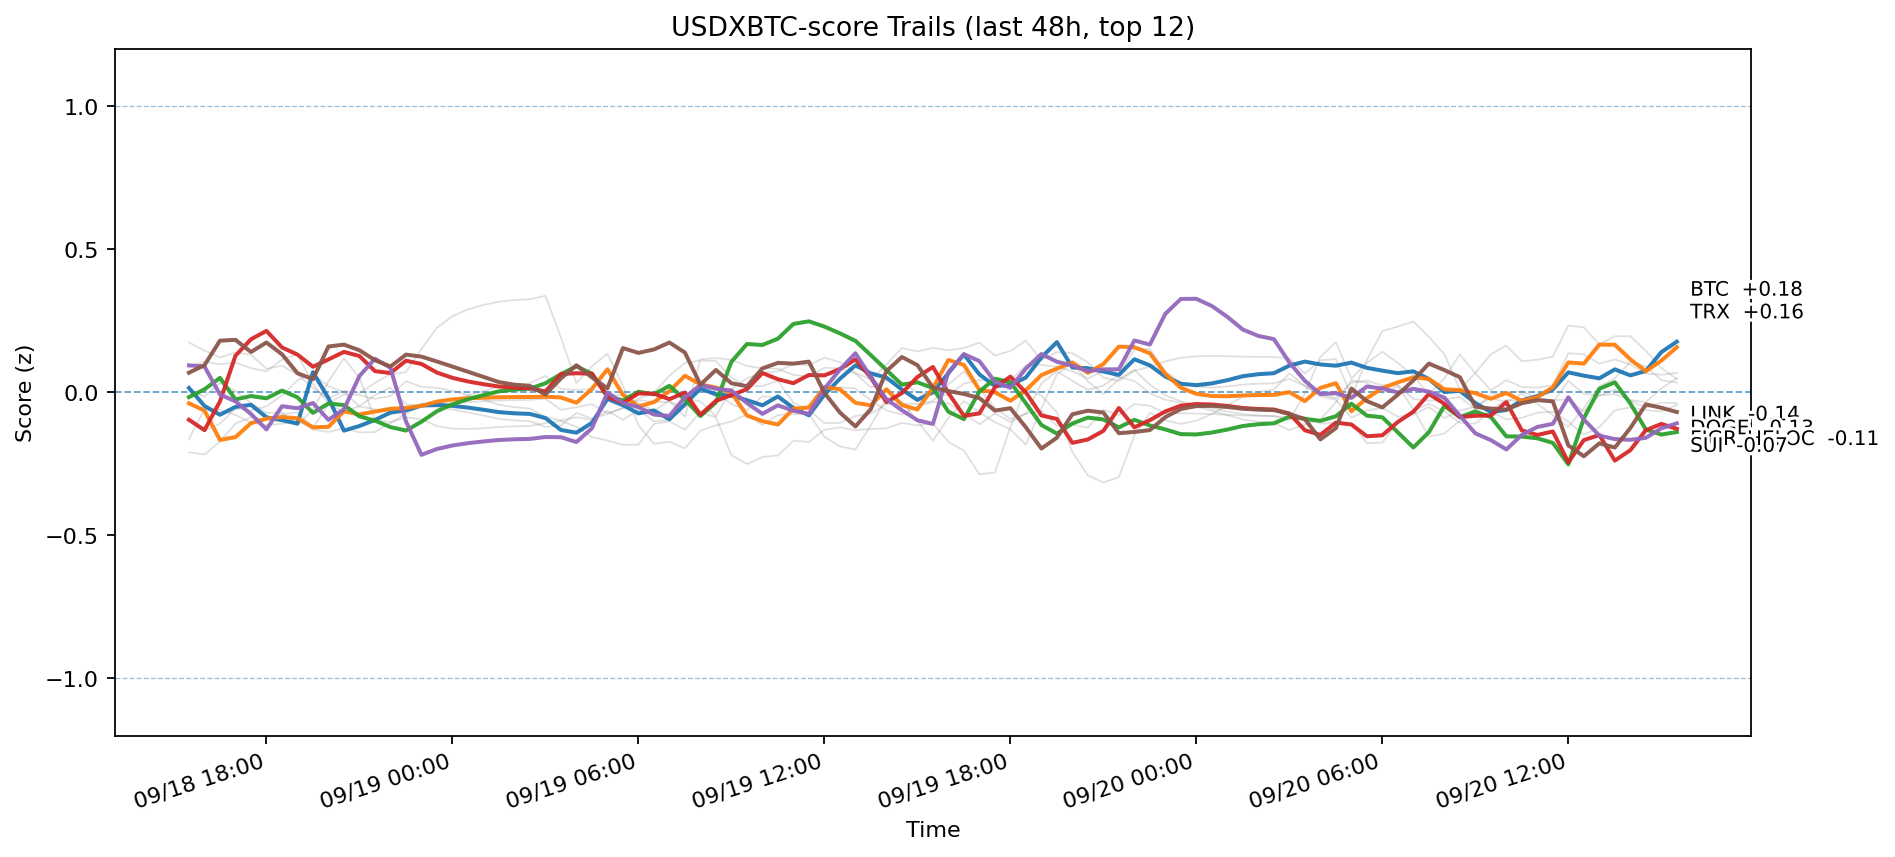 USDXBTC-score Trails (last 48h, top 12)
Score (z)
1.0
0.5
0.0
−0.5
−1.0
BTC +0.18
TRX +0.16
LINK -0.14
DOGE -0.13
-0.11
SUI -0.07
09/18 18:00
09/19 00:00
09/19 06:00
09/19 12:00
09/19 18:00
09/20 00:00
09/20 06:00
09/20 12:00
Time